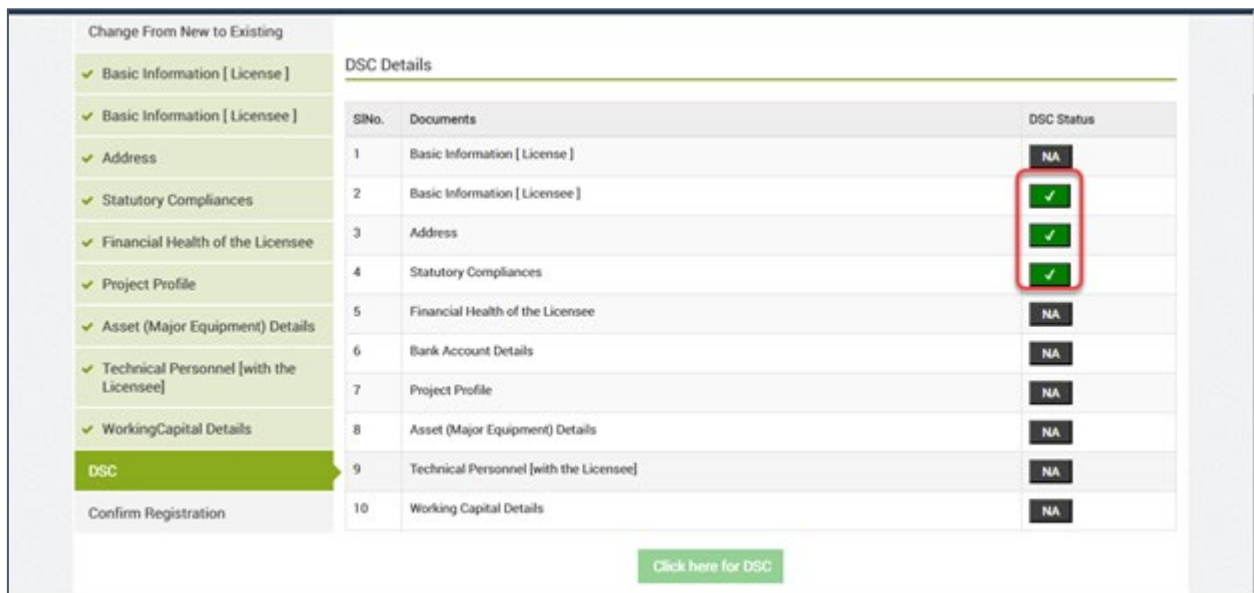 Change From New to Existing
Basic Information [ License ]
Basic Information [ Licensee ]
Address
Statutory Compliances
Financial Health of the Licensee
Project Profile
Asset (Major Equipment) Details
Technical Personnel [with the
Licensee]
WorkingCapital Details
DSC
Confirm Registration
DSC Details
SlNo. Documents DSC Status
1 Basic Information [ License ] NA
2 Basic Information [ Licensee ] ✓
3 Address ✓
4 Statutory Compliances ✓
5 Financial Health of the Licensee NA
6 Bank Account Details NA
7 Project Profile NA
8 Asset (Major Equipment) Details NA
9 Technical Personnel [with the Licensee] NA
10 Working Capital Details NA
Click here for DSC